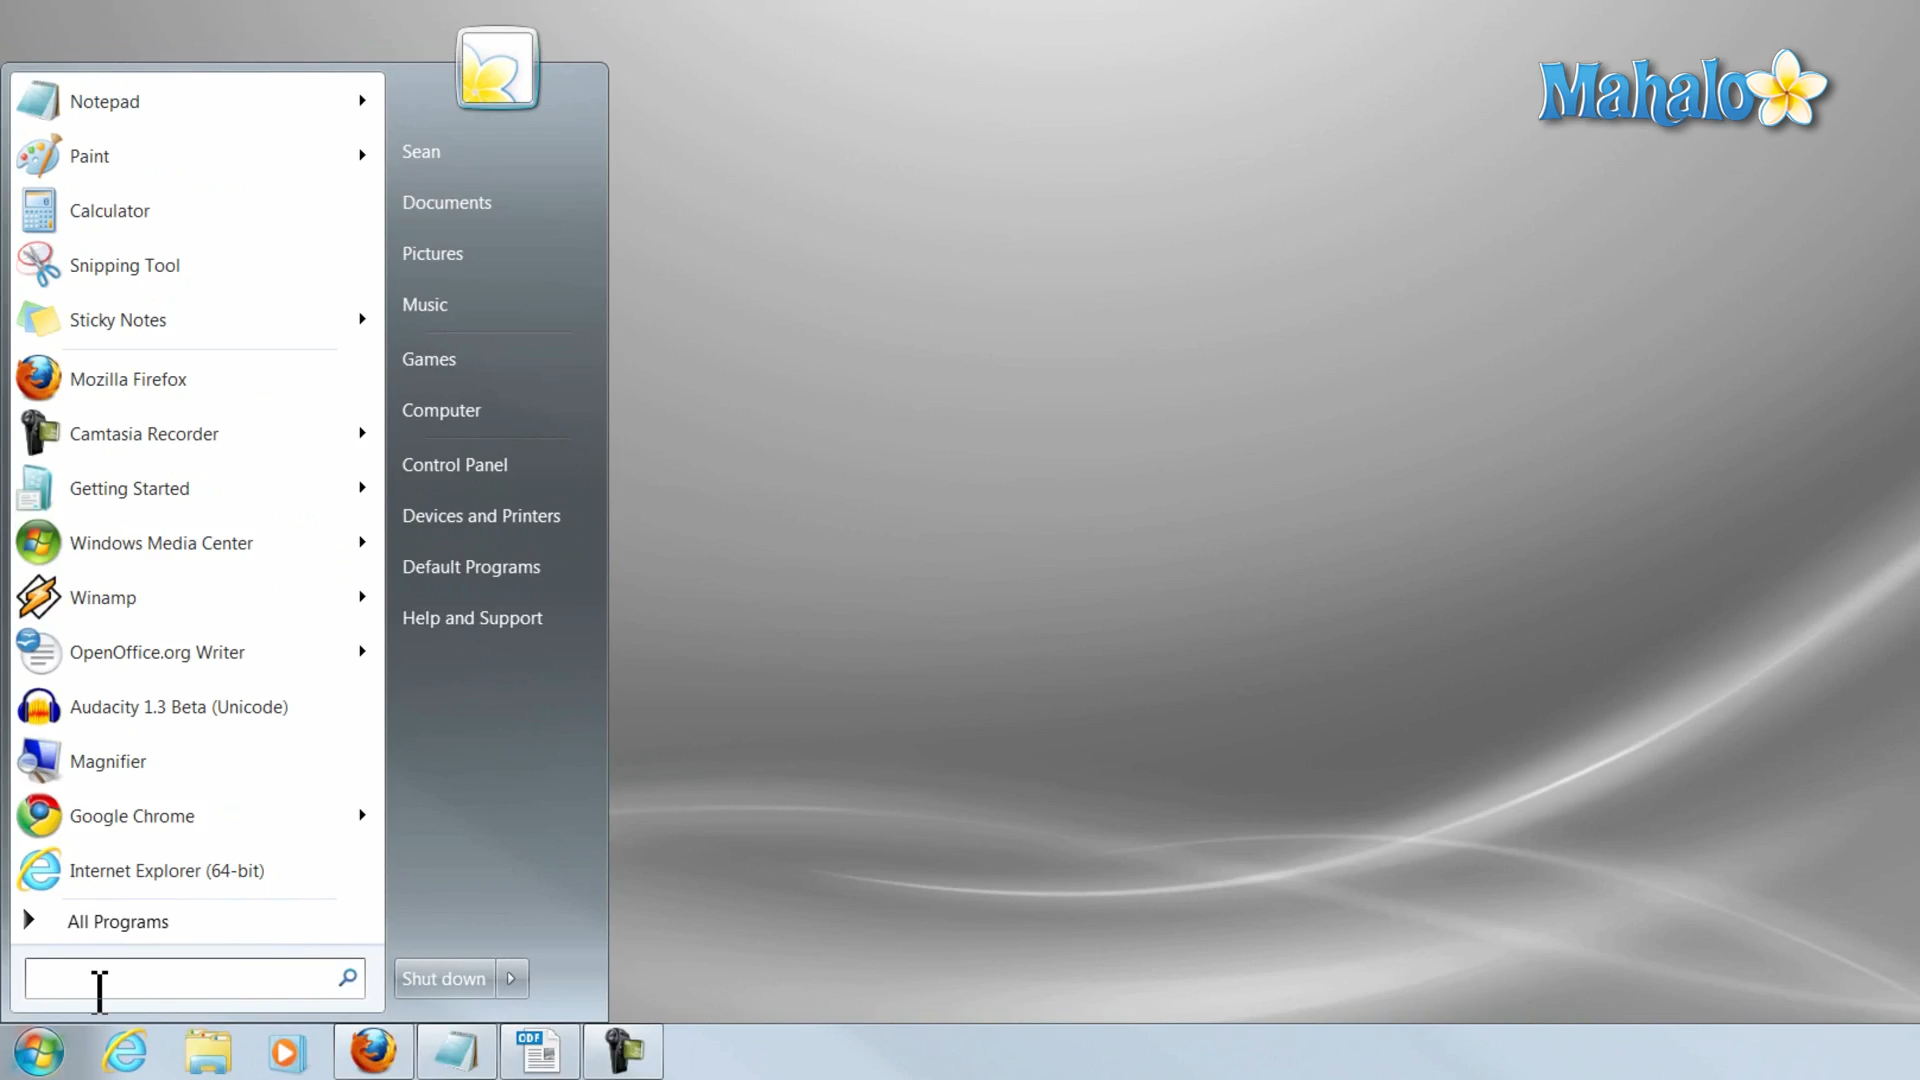 Mahalo
Notepad
Paint
Calculator
Snipping Tool
Sticky Notes
Mozilla Firefox
Camtasia Recorder
Getting Started
Windows Media Center
Winamp
OpenOffice.org Writer
Audacity 1.3 Beta (Unicode)
Magnifier
Google Chrome
Internet Explorer (64-bit)
All Programs
Sean
Documents
Pictures
Music
Games
Computer
Control Panel
Devices and Printers
Default Programs
Help and Support
Shut down
ODF